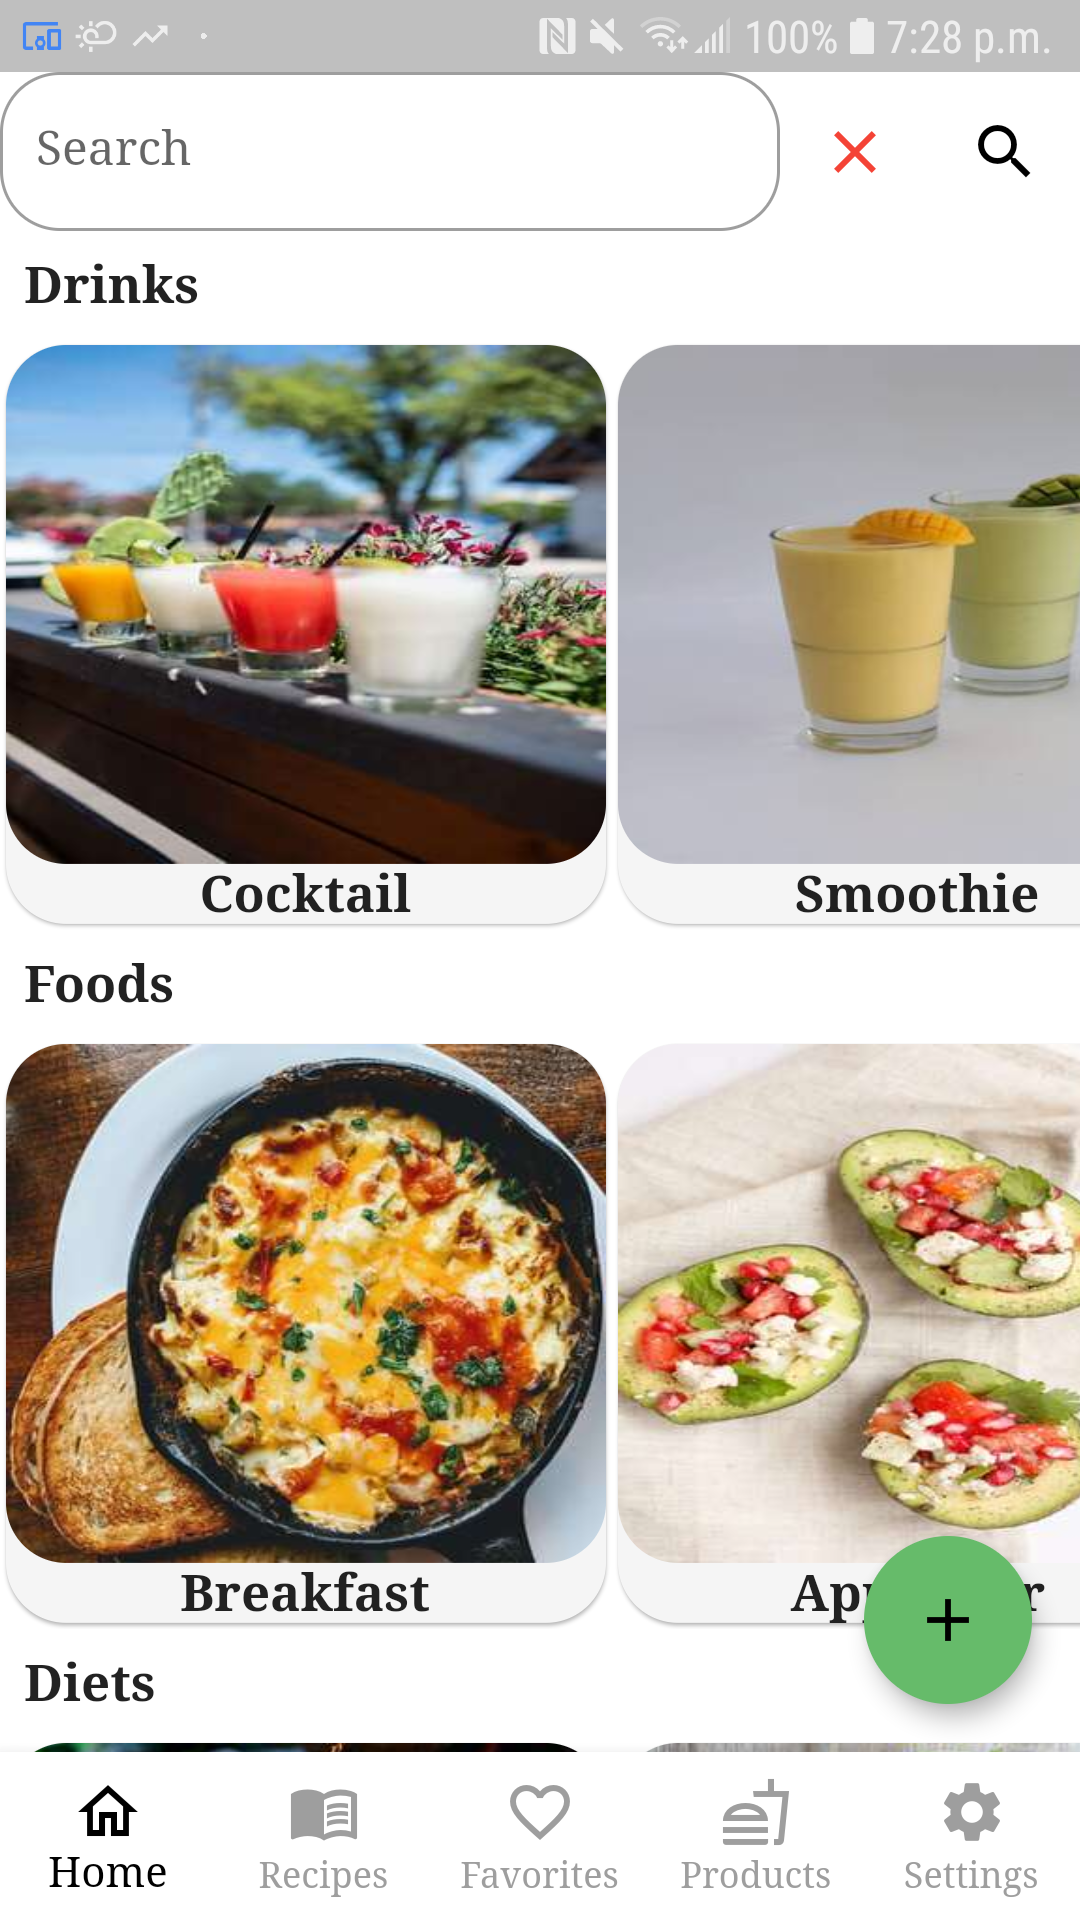 100% 7:28 p.m.
Search
Drinks
Cocktail
Smoothie
Foods
Breakfast
Diets
Home
Recipes
Favorites
Products
Settings